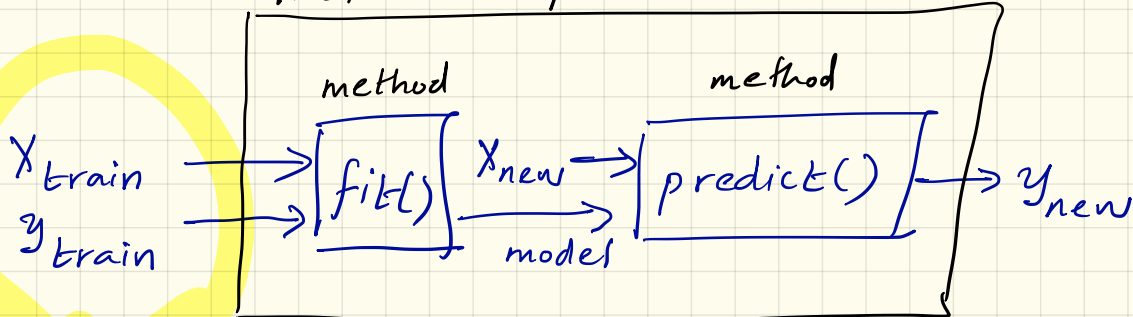 method method
X train
fit()
X new
predict()
y new
y train
model